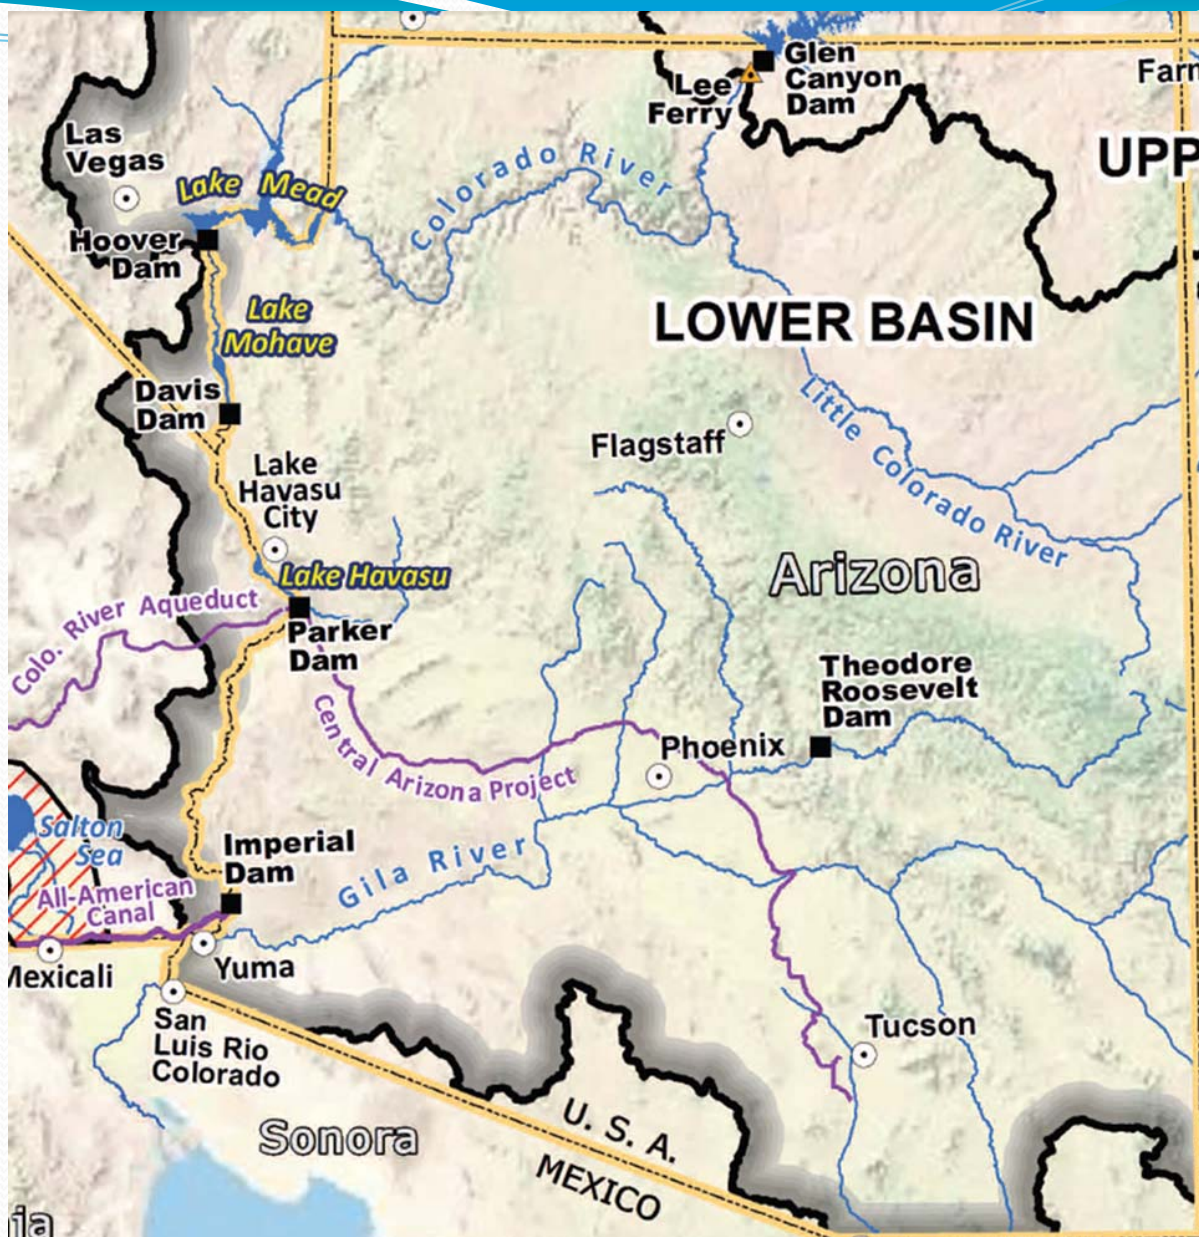 Glen
Canyon
Dam
Lee
Ferry
Farm
UPP
Las
Vegas
Lake Mead
Colorado River
Hoover
Dam
Lake
Mohave
LOWER BASIN
Davis
Dam
Little Colorado River
Flagstaff
Lake
Havasu
City
Lake Havasu
Arizona
Colo. River Aqueduct
Parker
Dam
Theodore
Roosevelt
Dam
Central Arizona Project
Phoenix
Salton
Sea
Imperial
Dam
Gila River
All-American
Canal
Mexicali
Yuma
San
Luis Rio
Colorado
Tucson
Sonora
U. S. A.
MEXICO
ia